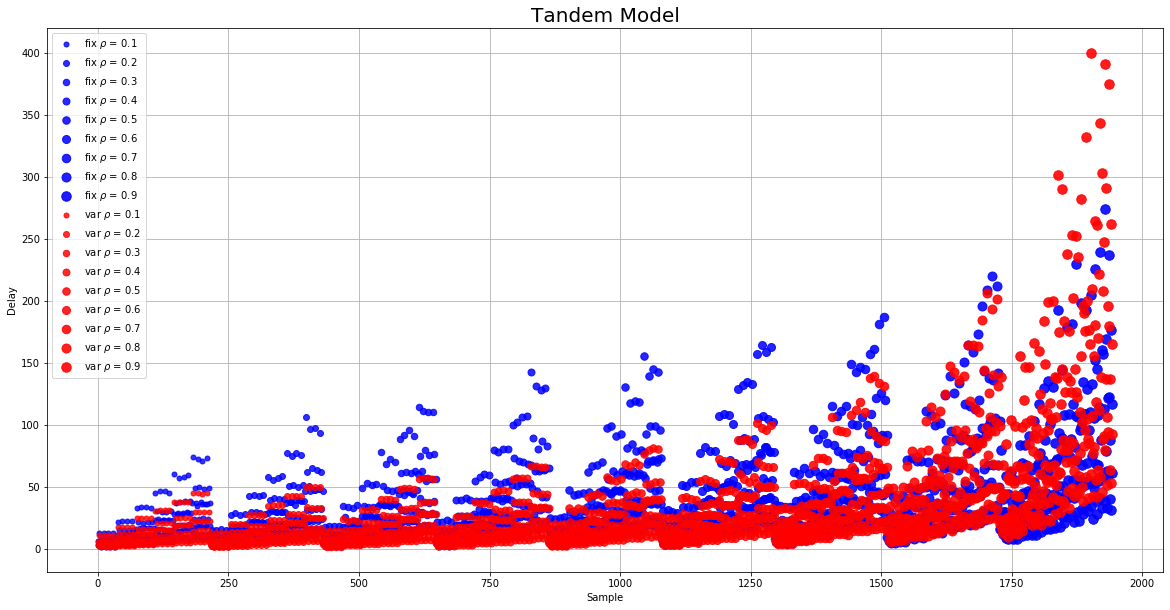 Tandem Model
fix ρ = 0.1
fix ρ = 0.2
fix ρ = 0.3
fix ρ = 0.4
fix ρ = 0.5
fix ρ = 0.6
fix ρ = 0.7
fix ρ = 0.8
fix ρ = 0.9
var ρ = 0.1
var ρ = 0.2
var ρ = 0.3
var ρ = 0.4
var ρ = 0.5
var ρ = 0.6
var ρ = 0.7
var ρ = 0.8
var ρ = 0.9
400
350
300
250
200
150
100
50
0
Delay
0 250 500 750 1000 1250 1500 1750 2000
Sample